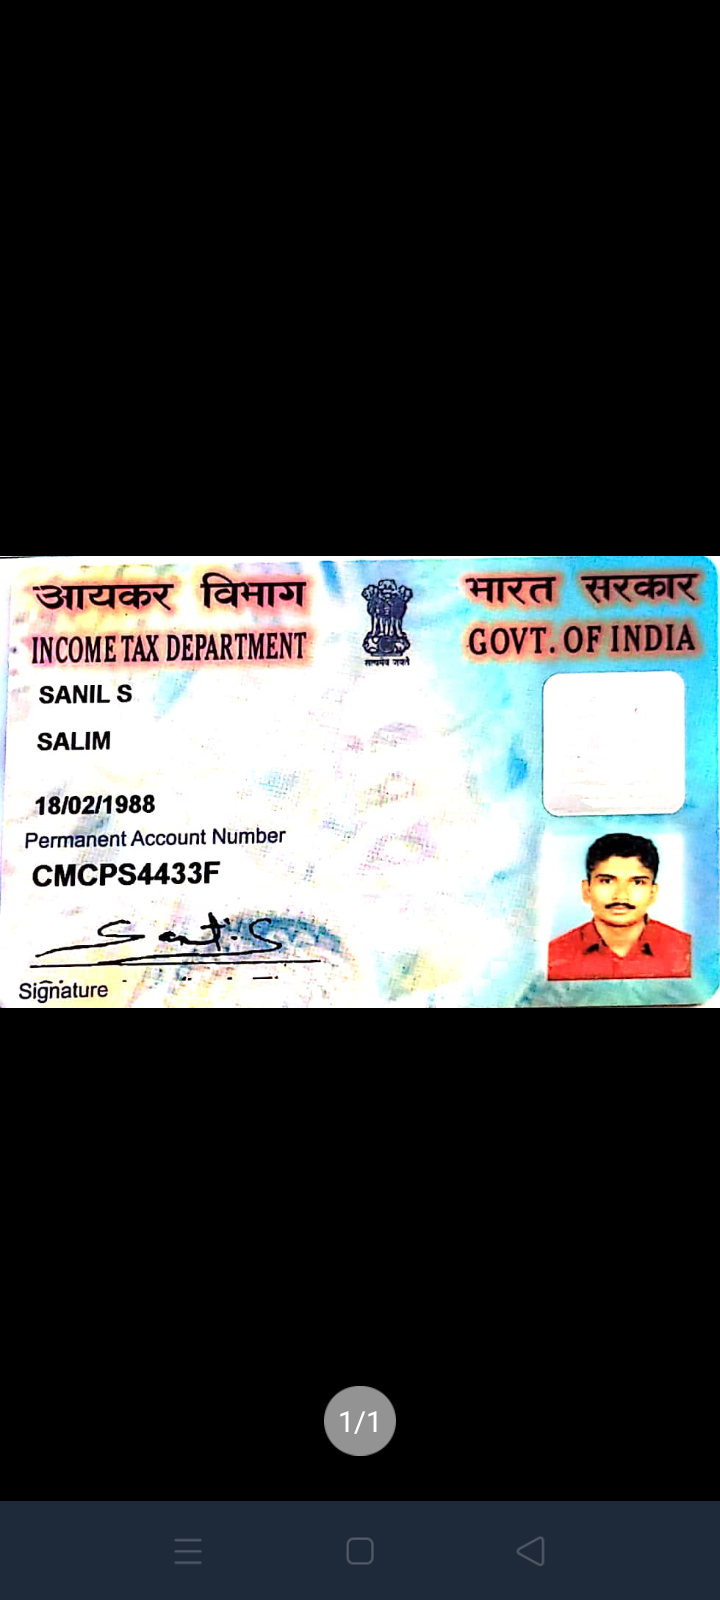 आयकर विभाग
भारत सरकार
INCOME TAX DEPARTMENT
GOVT. OF INDIA
सत्यमेव जयते
SANIL S
SALIM
18/02/1988
Permanent Account Number
CMCPS4433F
Signature
1/1